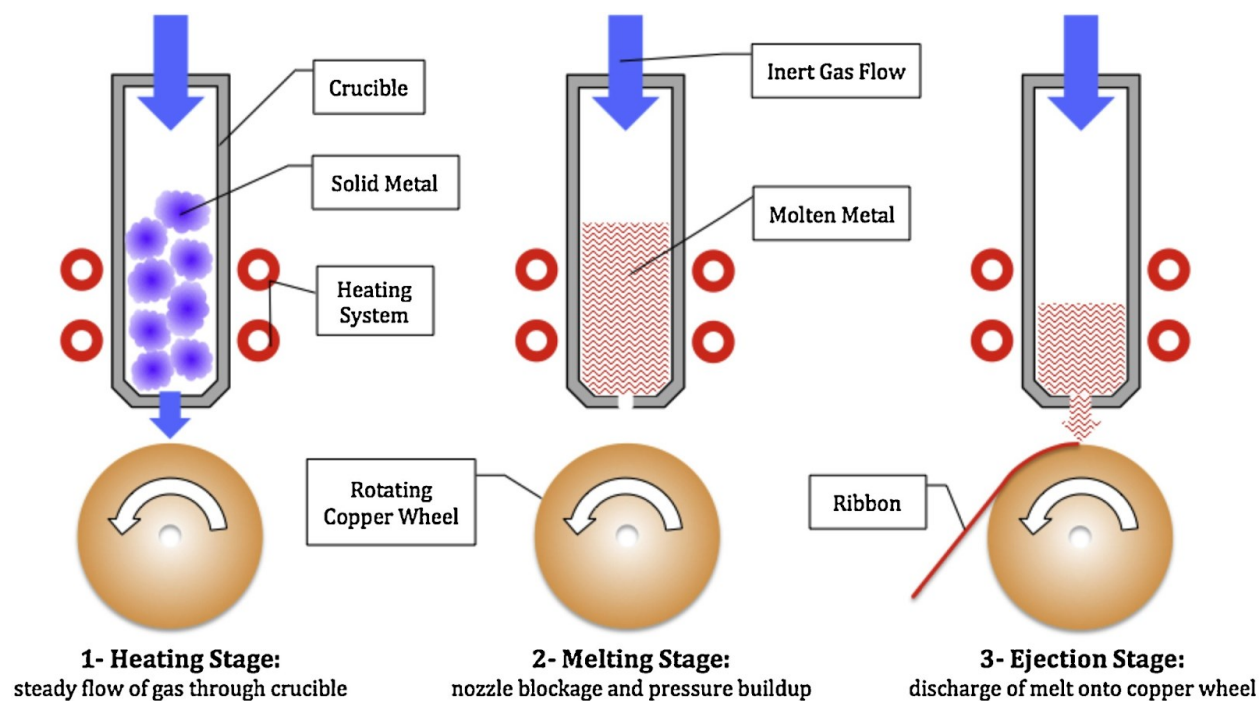 Crucible
Solid Metal
Heating
System
Inert Gas Flow
Molten Metal
Rotating
Copper Wheel
Ribbon
1- Heating Stage:
steady flow of gas through crucible
2- Melting Stage:
nozzle blockage and pressure buildup
3- Ejection Stage:
discharge of melt onto copper wheel